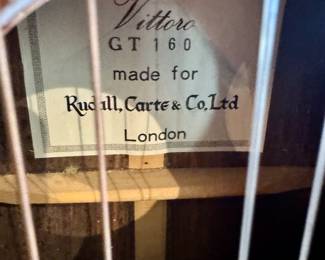 Vittoro
GT 160
made for
Rudall, Carte & Co, Ltd
London